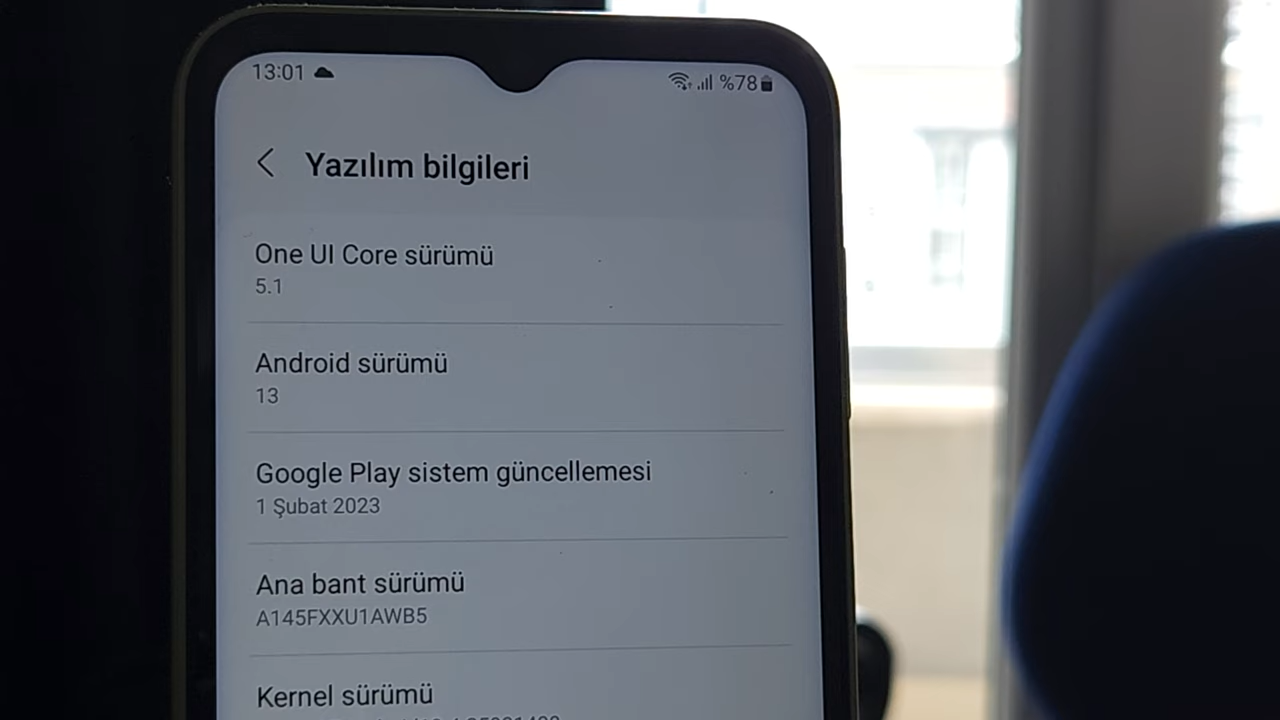 13:01 %78
Yazılım bilgileri
One UI Core sürümü
5.1
Android sürümü
13
Google Play sistem güncellemesi
1 Şubat 2023
Ana bant sürümü
A145FXXU1AWB5
Kernel sürümü